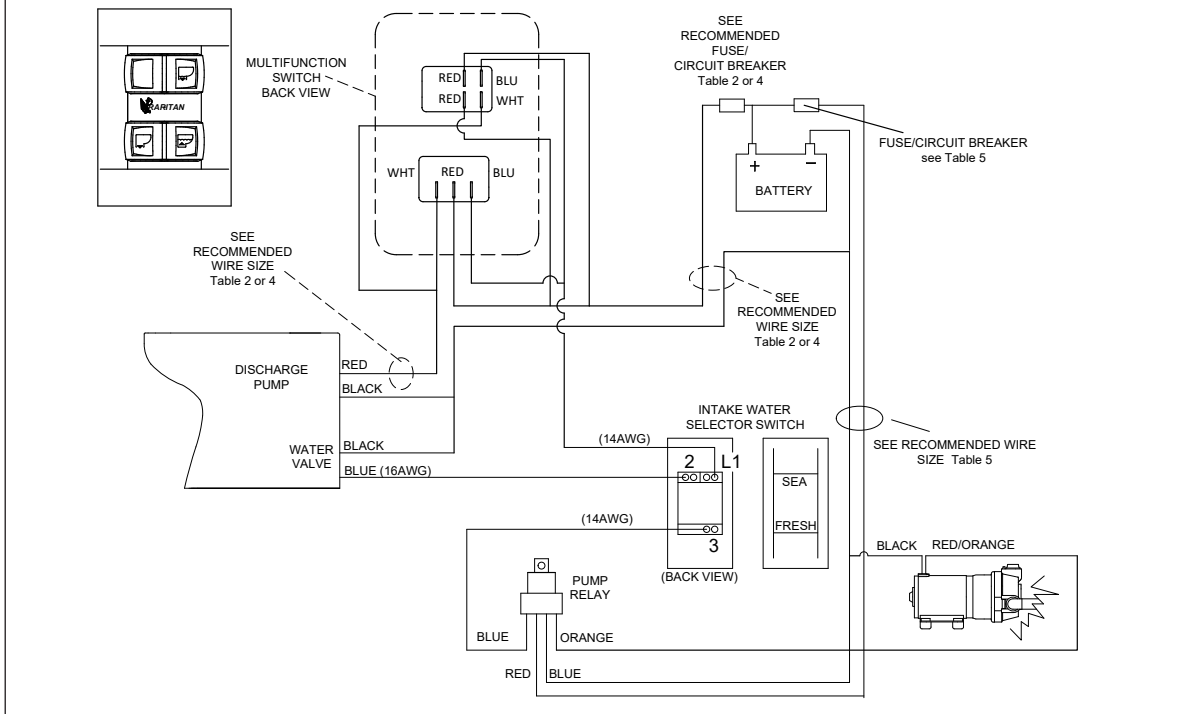 RARITAN
MULTIFUNCTION
SWITCH
BACK VIEW
RED
BLU
RED
WHT
WHT
RED
BLU
SEE
RECOMMENDED
FUSE/
CIRCUIT BREAKER
Table 2 or 4
FUSE/CIRCUIT BREAKER
see Table 5
+
−
BATTERY
SEE
RECOMMENDED
WIRE SIZE
Table 2 or 4
SEE
RECOMMENDED
WIRE SIZE
Table 2 or 4
DISCHARGE
PUMP
RED
BLACK
WATER
VALVE
BLACK
BLUE (16AWG)
INTAKE WATER
SELECTOR SWITCH
(14AWG)
2
L1
SEA
FRESH
(14AWG)
3
(BACK VIEW)
SEE RECOMMENDED WIRE
SIZE Table 5
BLACK
RED/ORANGE
PUMP
RELAY
BLUE
ORANGE
RED
BLUE